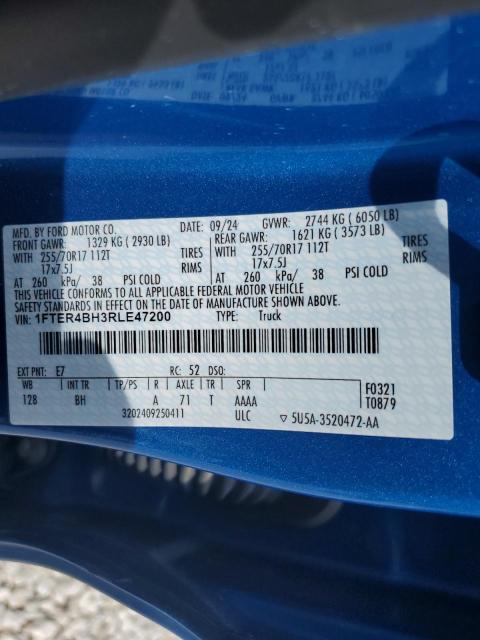 MFD. BY FORD MOTOR CO. DATE: 09/24 GVWR: 2744 KG ( 6050 LB)
FRONT GAWR: 1329 KG ( 2930 LB) REAR GAWR: 1621 KG ( 3573 LB)
WITH 255/70R17 112T TIRES WITH 255/70R17 112T TIRES
17x7.5J RIMS 17x7.5J RIMS
AT 260 kPa/ 38 PSI COLD AT 260 kPa/ 38 PSI COLD
THIS VEHICLE CONFORMS TO ALL APPLICABLE FEDERAL MOTOR VEHICLE
SAFETY STANDARDS IN EFFECT ON THE DATE OF MANUFACTURE SHOWN ABOVE.
VIN: 1FTER4BH3RLE47200 TYPE: Truck
EXT PNT: E7 RC: 52 DSO:
WB INT TR TP/PS R AXLE TR SPR F0321
128 BH A 71 T AAAA T0879
3202409250411 ULC ▽ 5U5A-3520472-AA